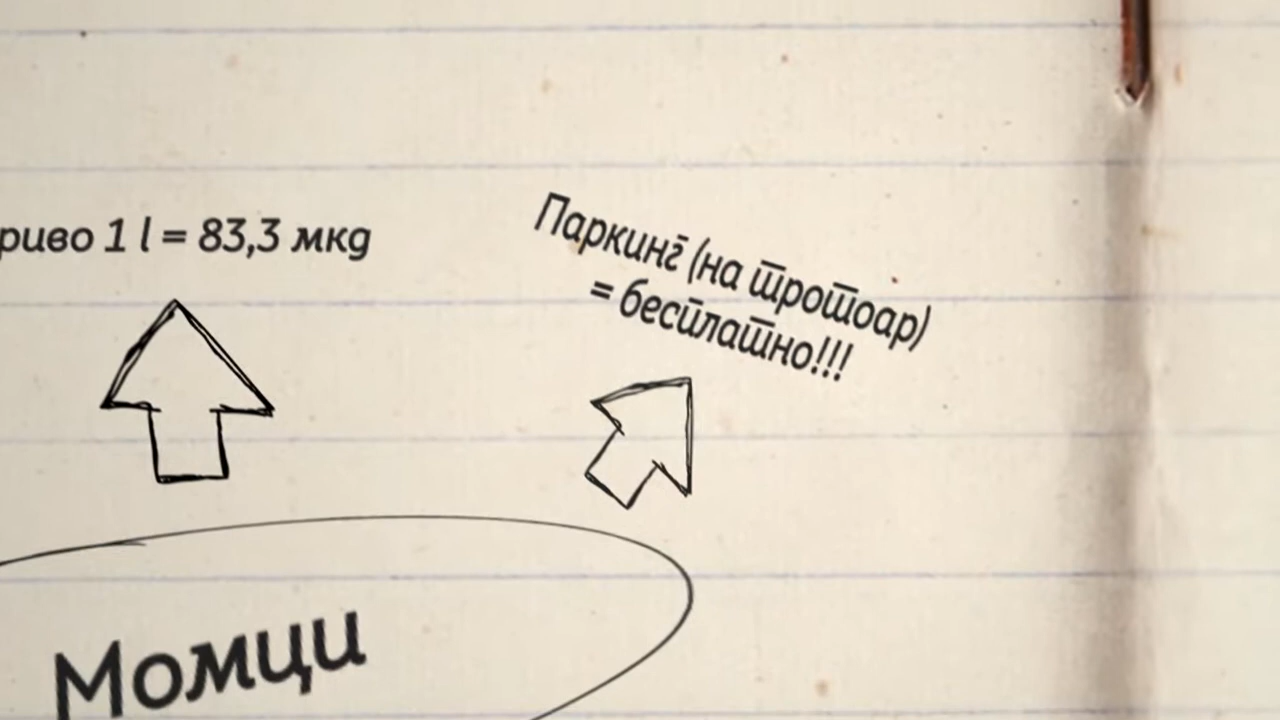 риво 1 l = 83,3 мкд
Паркинг (на тротоар)
= бесплатно!!!
Момци